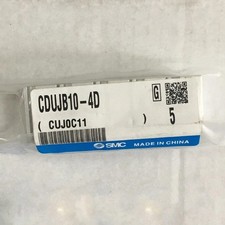 CDUJB10-4D
G
( CUJ0C11 ) 5
SMC
MADE IN CHINA